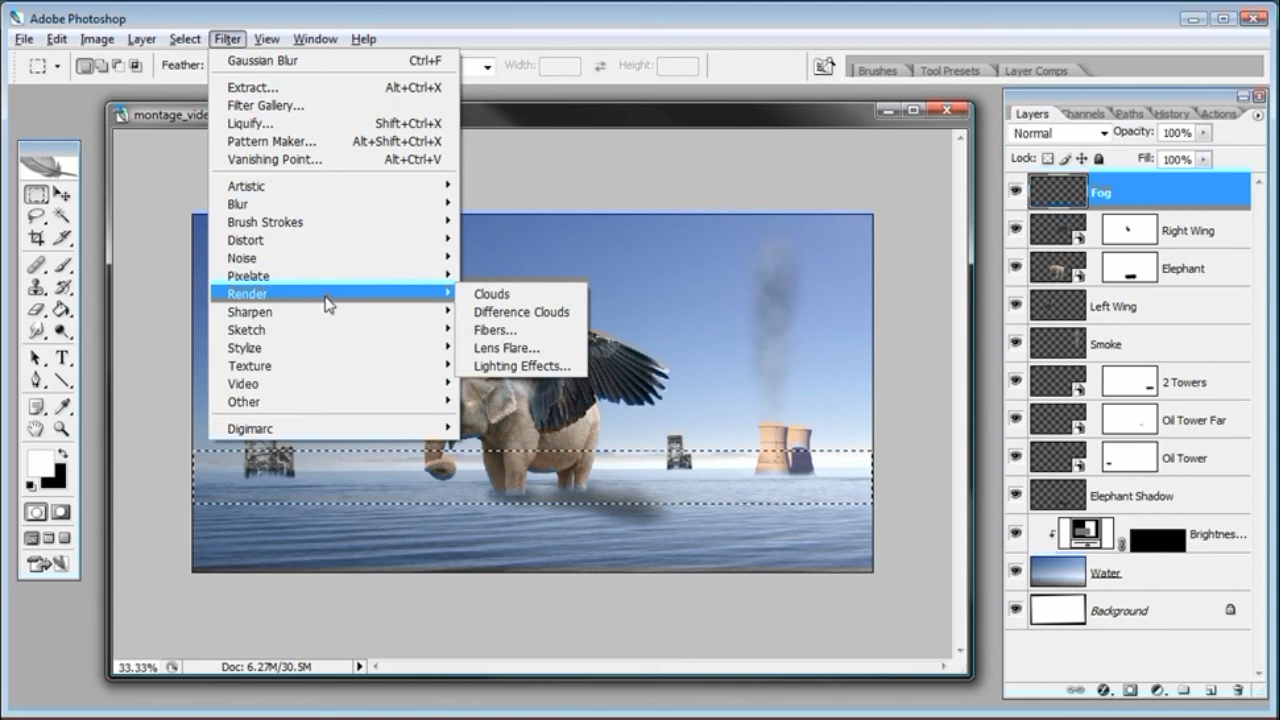 Adobe Photoshop
File Edit Image Layer Select Filter View Window Help
Feather:
Width:
Height:
Brushes
Tool Presets
Layer Comps
Gaussian Blur Ctrl+F
Extract... Alt+Ctrl+X
Filter Gallery...
Liquify... Shift+Ctrl+X
Pattern Maker... Alt+Shift+Ctrl+X
Vanishing Point... Alt+Ctrl+V
Artistic
Blur
Brush Strokes
Distort
Noise
Pixelate
Render
Sharpen
Sketch
Stylize
Texture
Video
Other
Digimarc
Clouds
Difference Clouds
Fibers...
Lens Flare...
Lighting Effects...
montage_vide
33.33%
Doc: 6.27M/30.5M
Layers Channels Paths History Actions
Normal Opacity: 100%
Lock: Fill: 100%
Fog
Right Wing
Elephant
Left Wing
Smoke
2 Towers
Oil Tower Far
Oil Tower
Elephant Shadow
Brightnes...
Water
Background
T